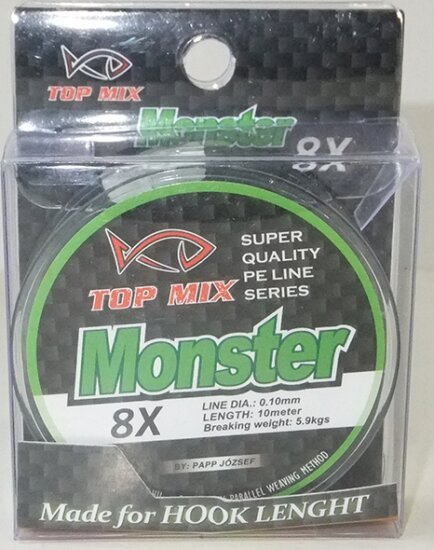 TOP MIX
Monster
8X
TOP MIX
SUPER
QUALITY
PE LINE
SERIES
Monster
8X
LINE DIA.: 0.10mm
LENGTH: 10meter
Breaking weight: 5.9kgs
BY: PAPP JÓZSEF
PARALLEL WEAVING METHOD
Made for HOOK LENGHT